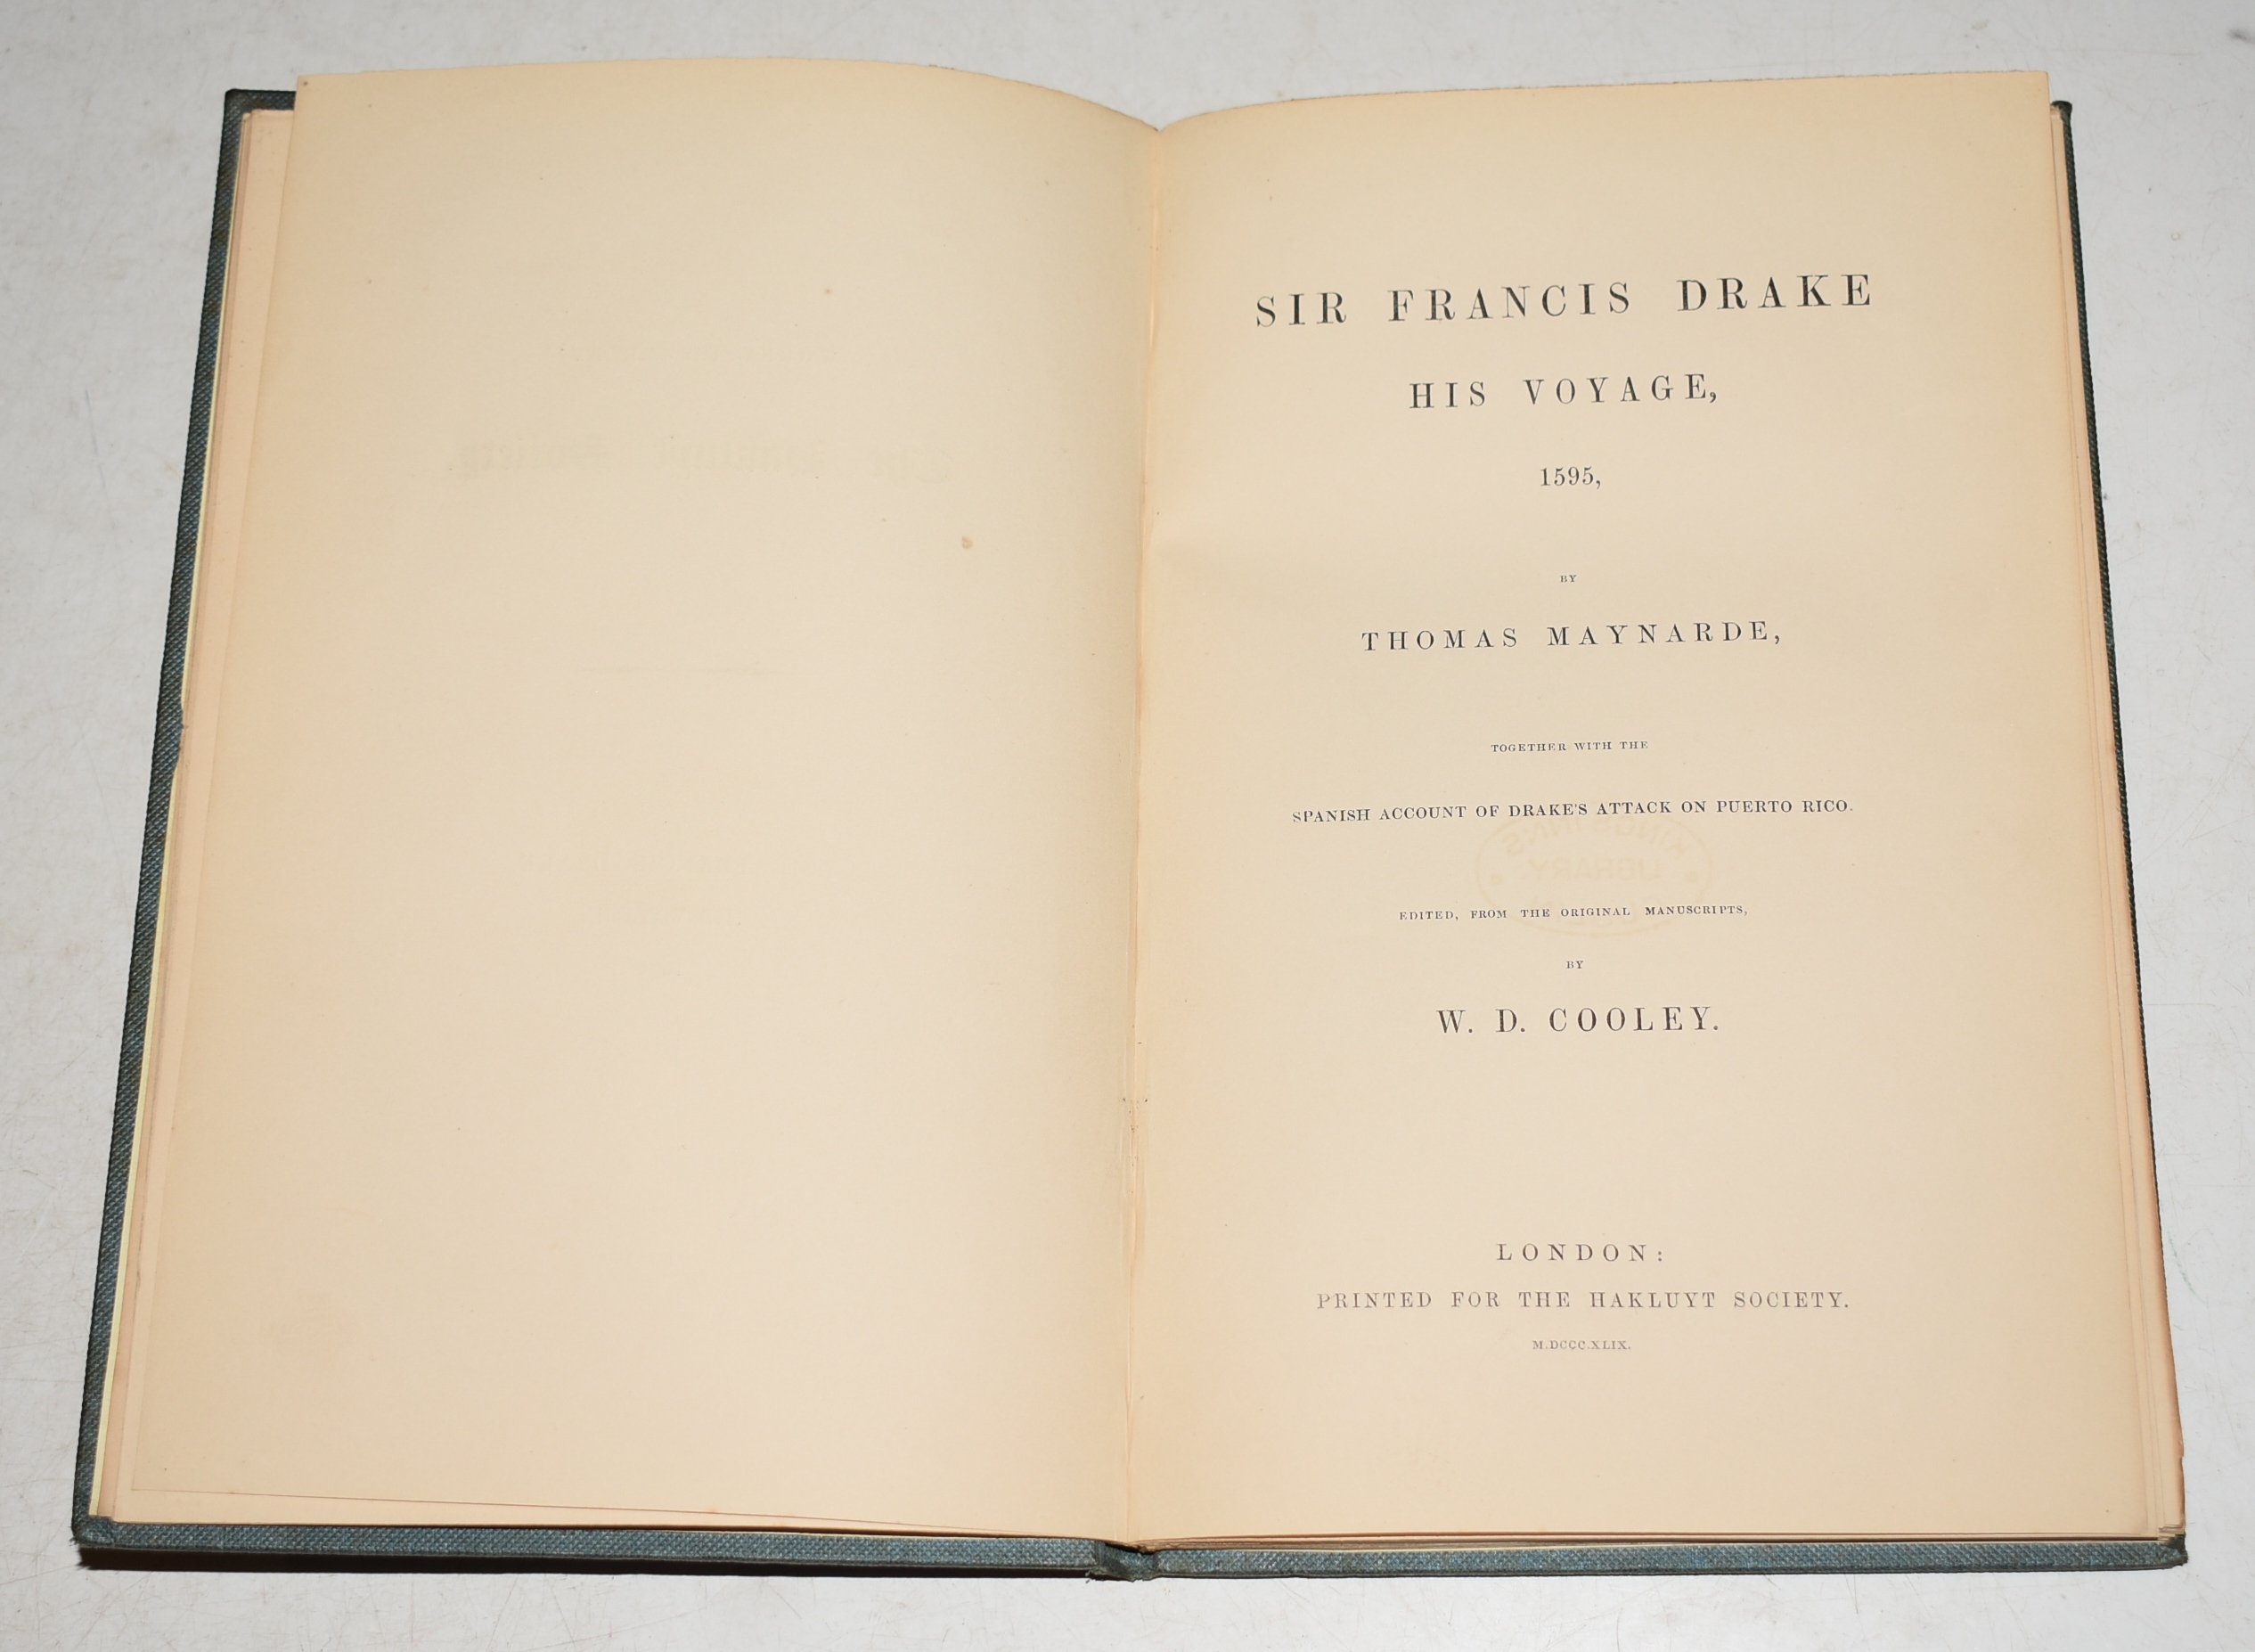 SIR FRANCIS DRAKE
HIS VOYAGE,
1595,
BY
THOMAS MAYNARDE,
TOGETHER WITH THE
SPANISH ACCOUNT OF DRAKE'S ATTACK ON PUERTO RICO.
EDITED, FROM THE ORIGINAL MANUSCRIPTS,
BY
W. D. COOLEY.
LONDON:
PRINTED FOR THE HAKLUYT SOCIETY.
M.DCCC.XLIX.